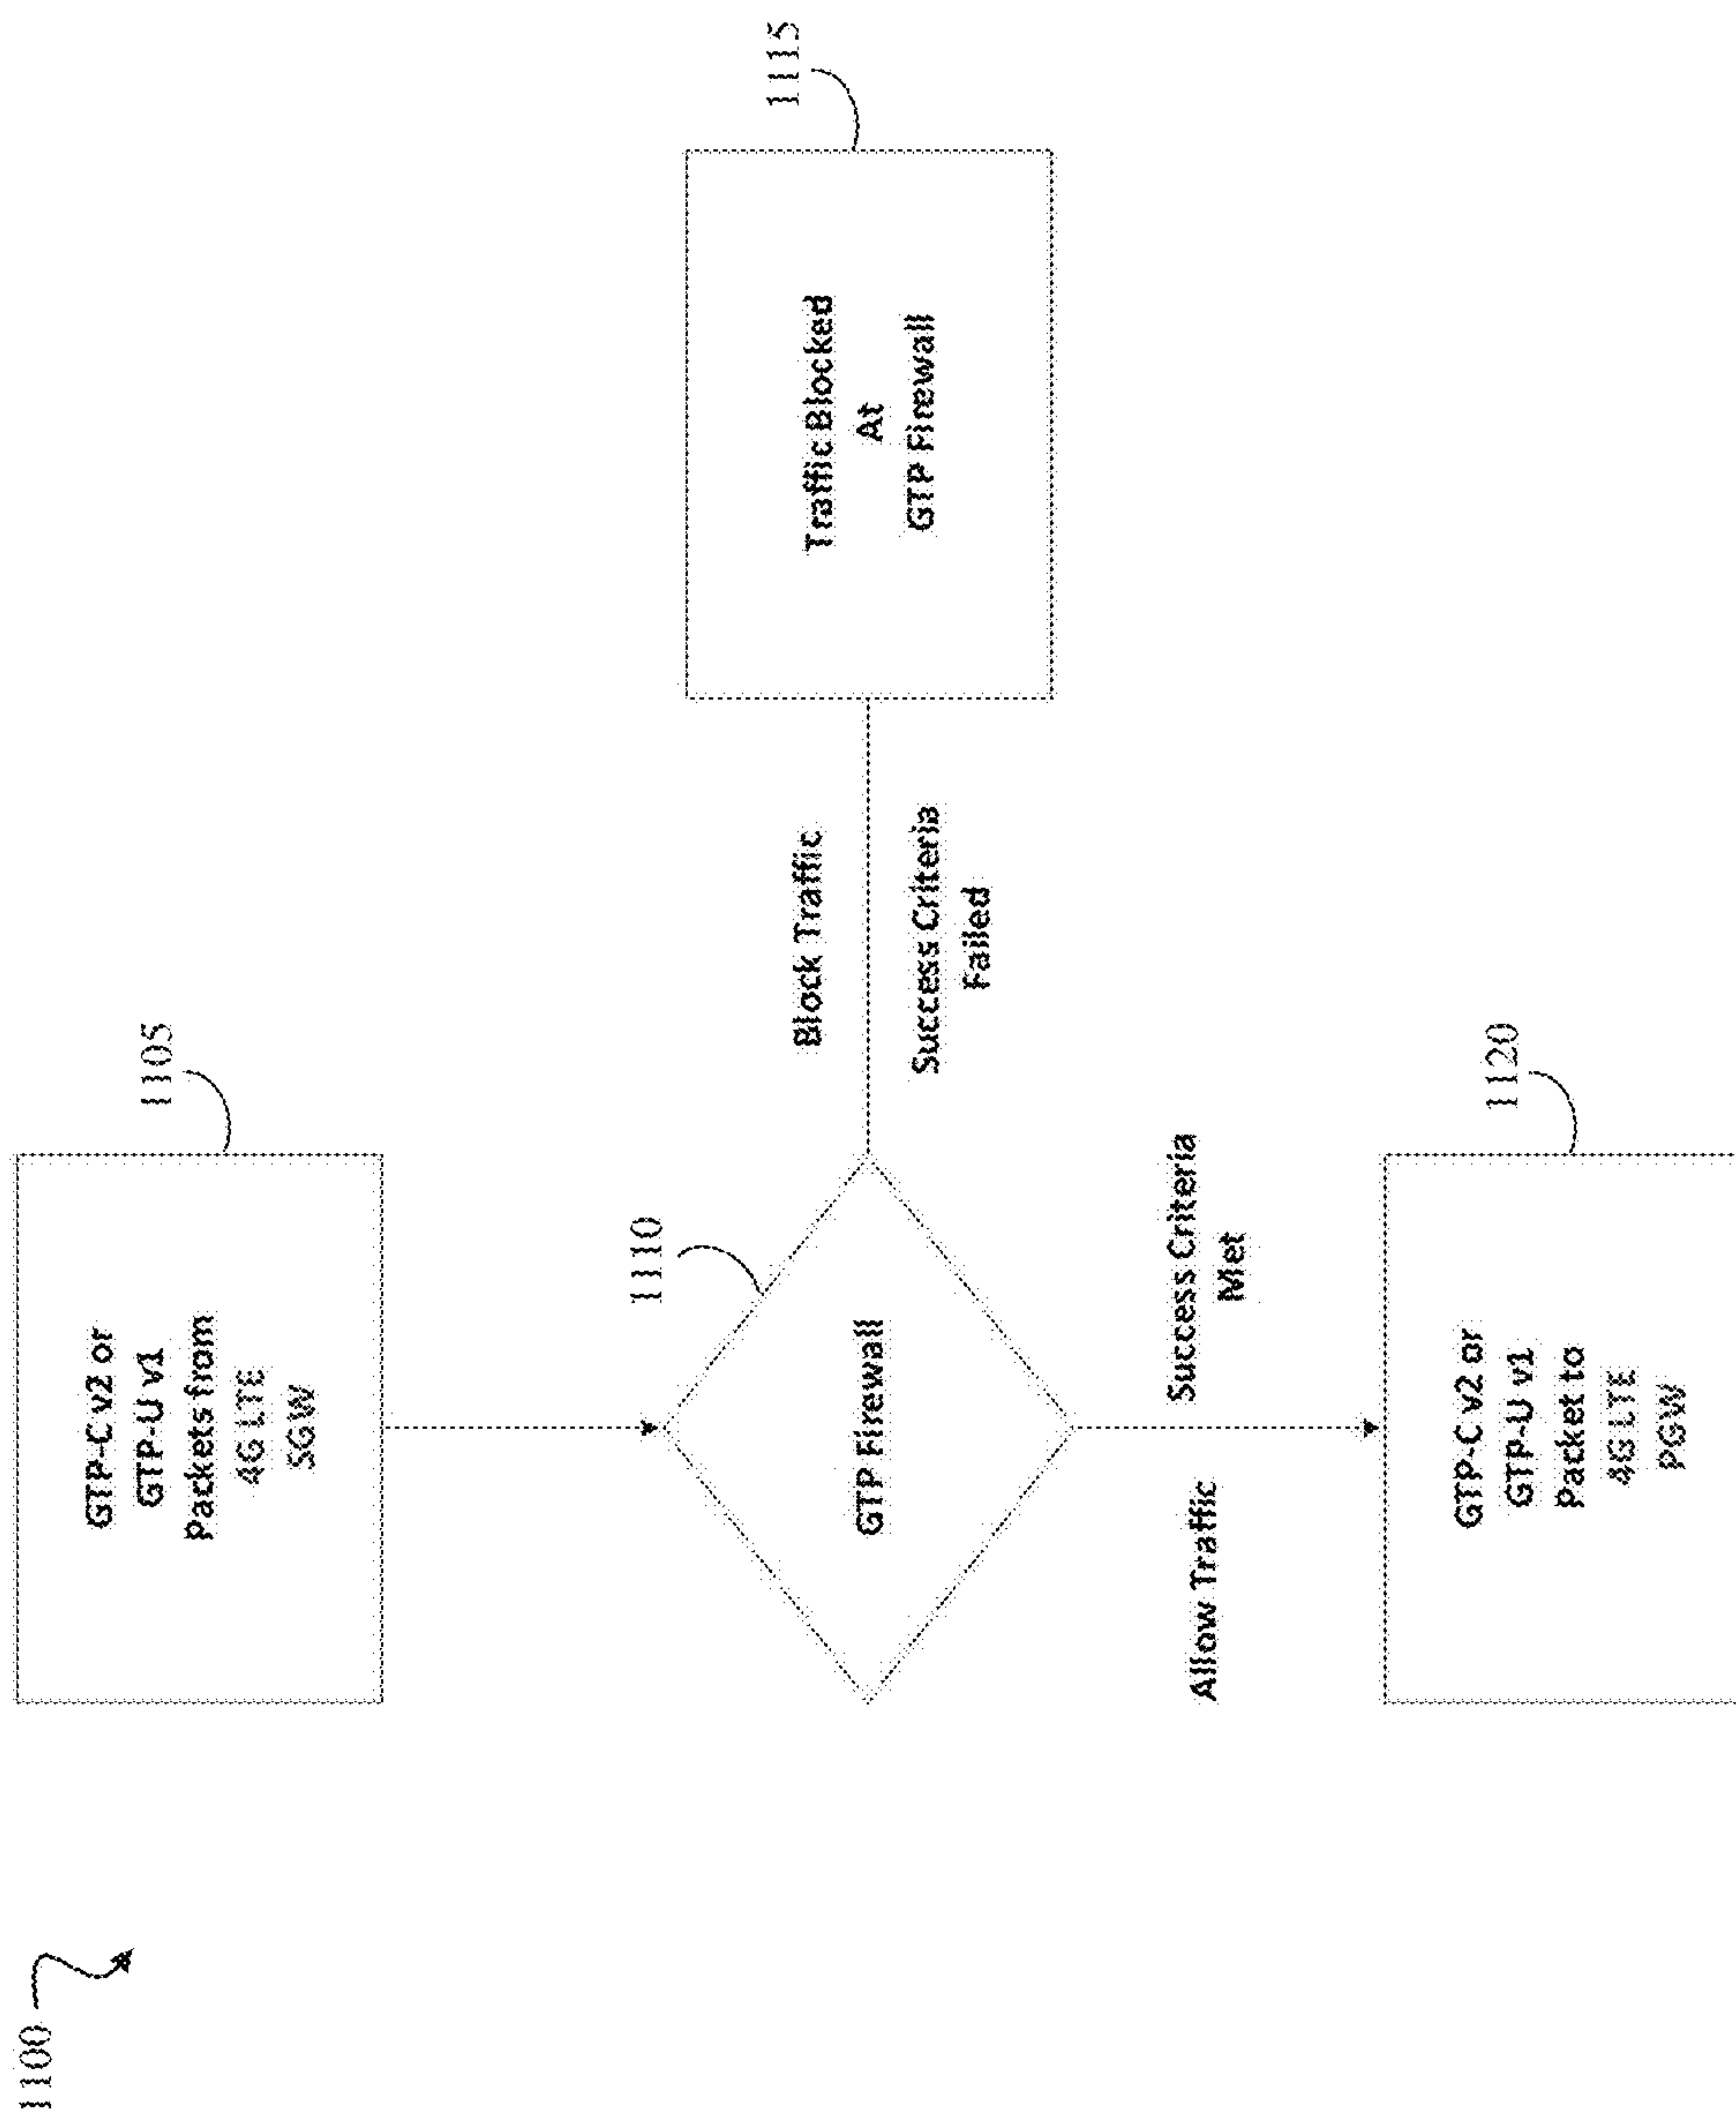 1100
1105
GTP-C v2 or
GTP-U v1
Packets from
4G LTE
SGW
1110
GTP Firewall
Block Traffic
Success Criteria
Failed
1115
Traffic Blocked
At
GTP Firewall
Allow Traffic
Success Criteria
Met
1120
GTP-C v2 or
GTP-U v1
Packet to
4G LTE
PGW